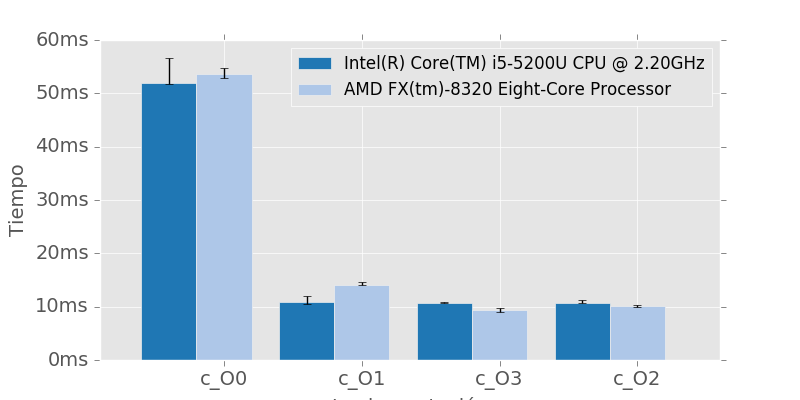 60ms
50ms
40ms
30ms
20ms
10ms
0ms
Tiempo
Intel(R) Core(TM) i5-5200U CPU @ 2.20GHz
AMD FX(tm)-8320 Eight-Core Processor
c_O0 c_O1 c_O3 c_O2